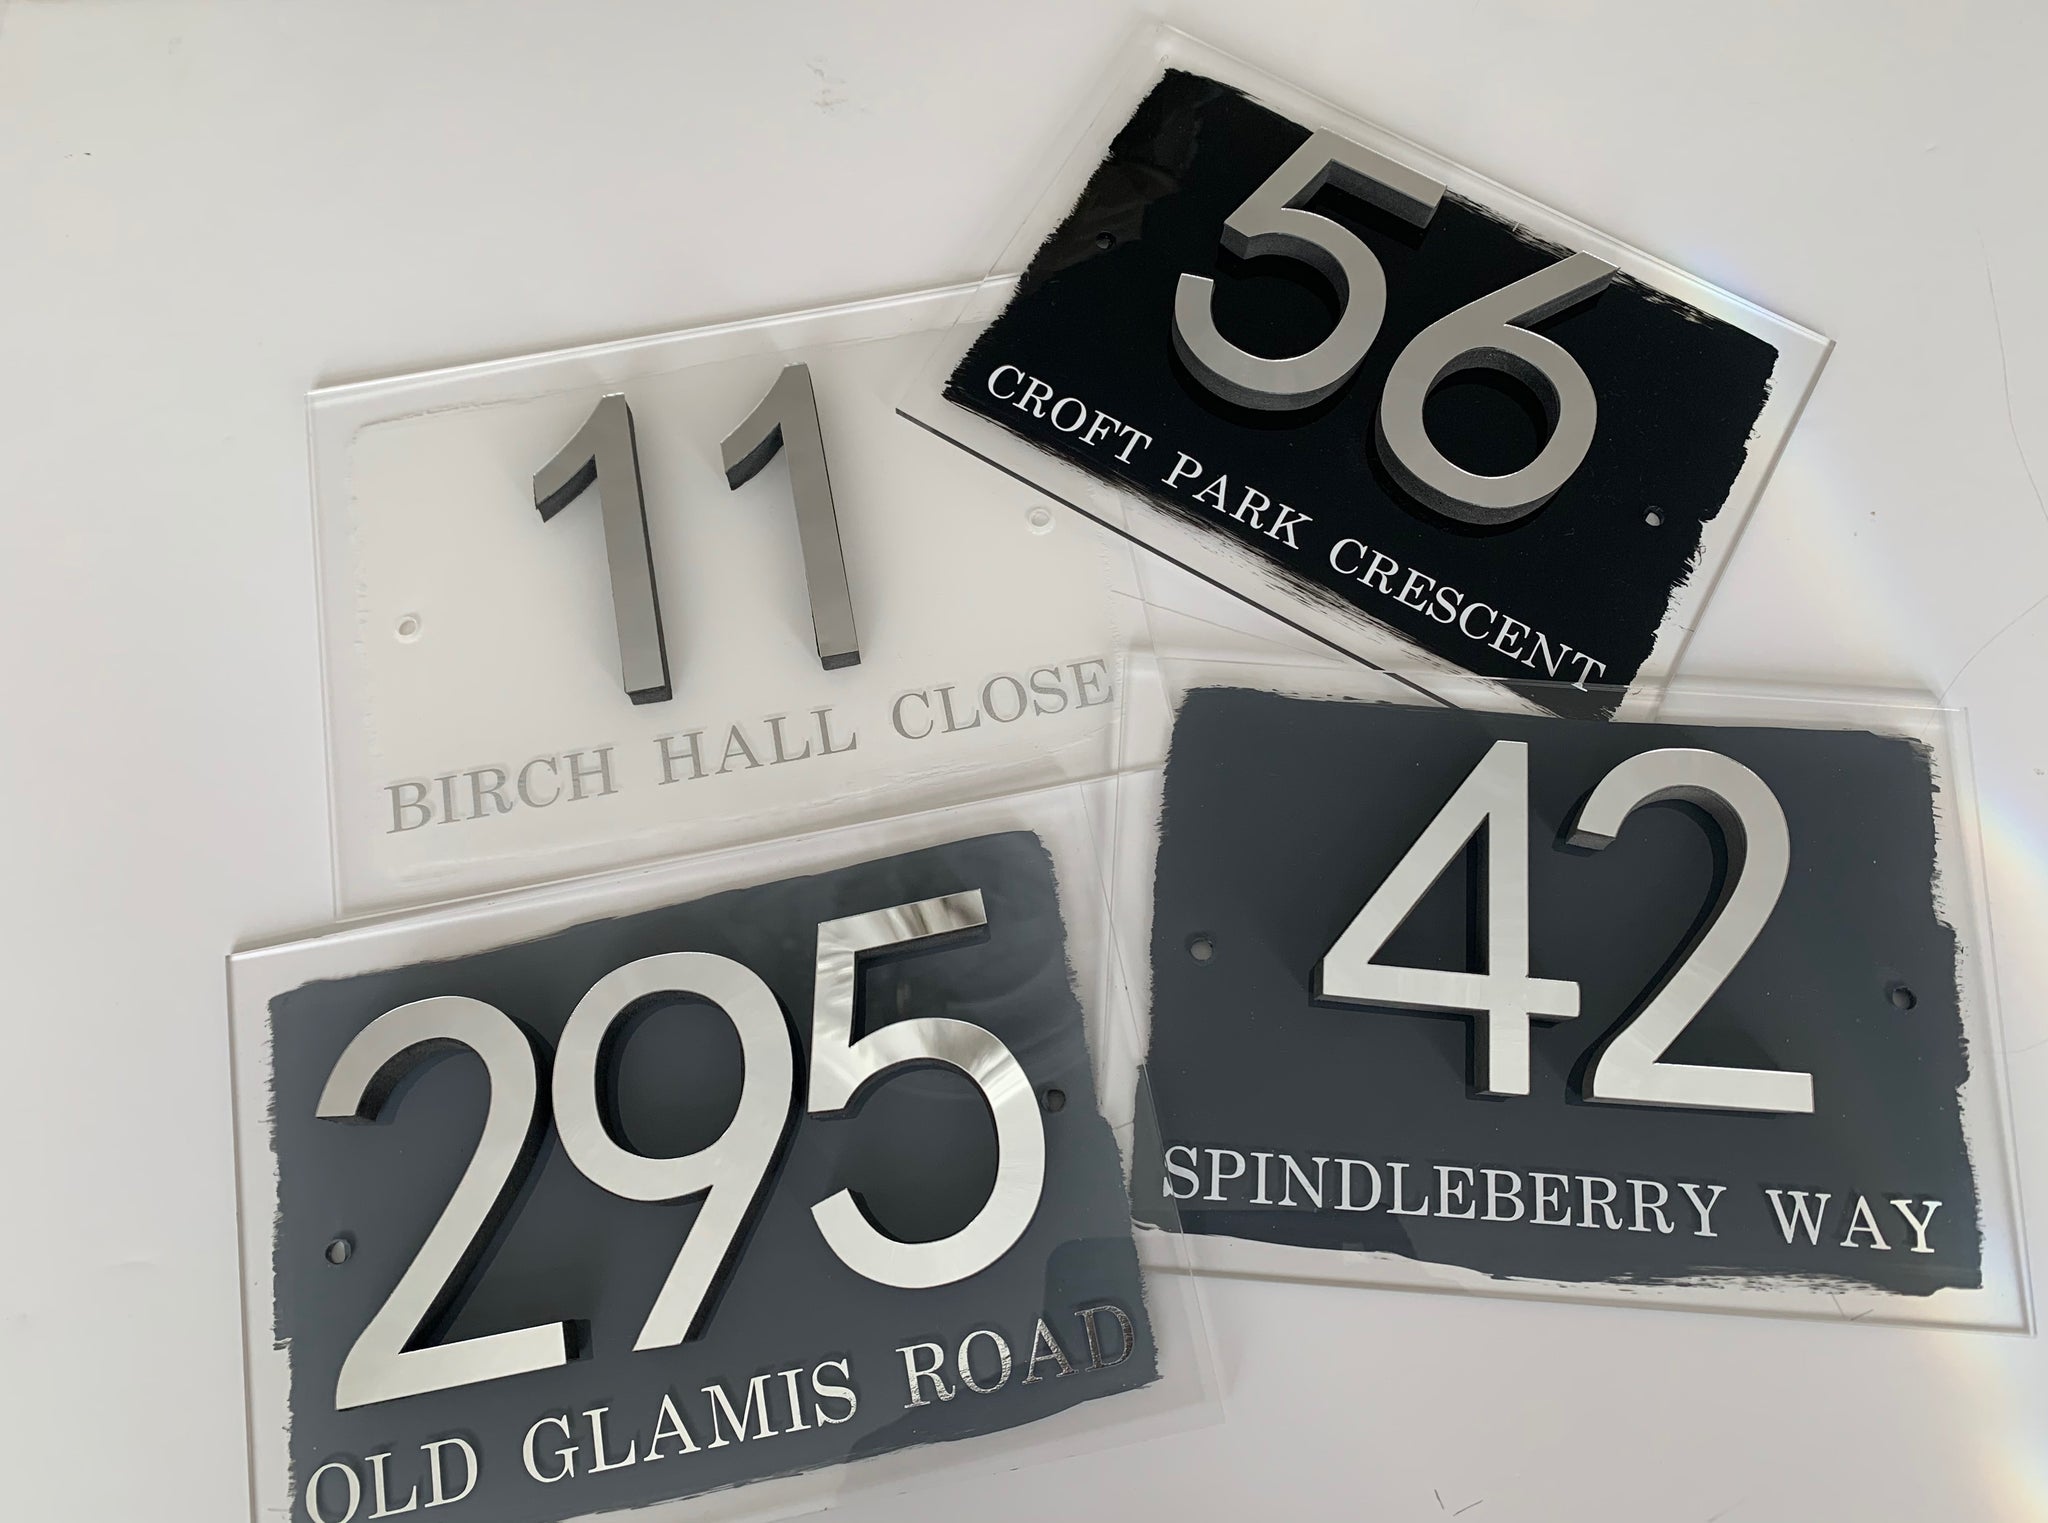 56
CROFT PARK CRESCENT
11
BIRCH HALL CLOSE
42
SPINDLEBERRY WAY
295
OLD GLAMIS ROAD